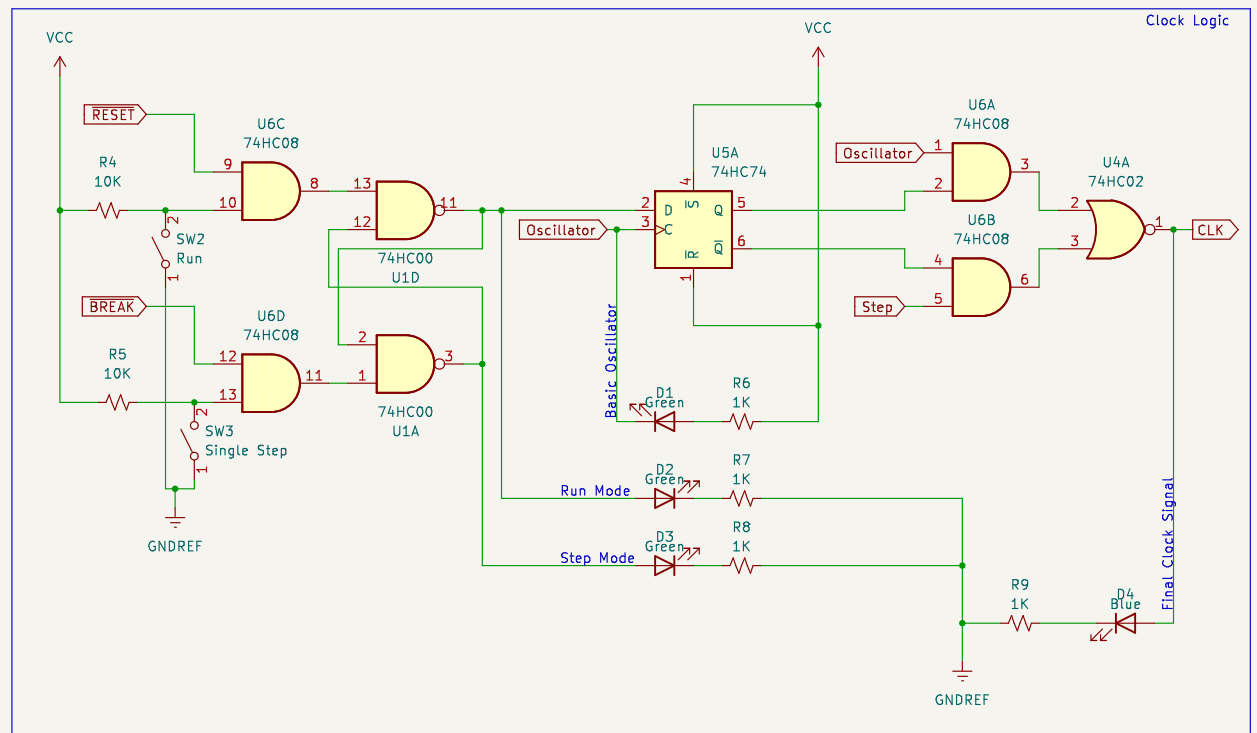 Clock Logic
VCC
VCC
RESET
U6C
74HC08
9
10
8
R4
10K
2
SW2
Run
1
13
12
11
74HC00
U1D
BREAK
U6D
74HC08
12
13
11
R5
10K
2
SW3
Single Step
1
2
1
3
74HC00
U1A
GNDREF
U5A
74HC74
4
S
2
D
Q
5
Oscillator
3
C
Q
6
R
1
Oscillator
U6A
74HC08
1
2
3
U6B
74HC08
4
Step
5
6
U4A
74HC02
2
3
1
CLK
Basic Oscillator
D1
Green
R6
1K
Run Mode
D2
Green
R7
1K
Step Mode
D3
Green
R8
1K
Final Clock Signal
R9
1K
D4
Blue
GNDREF